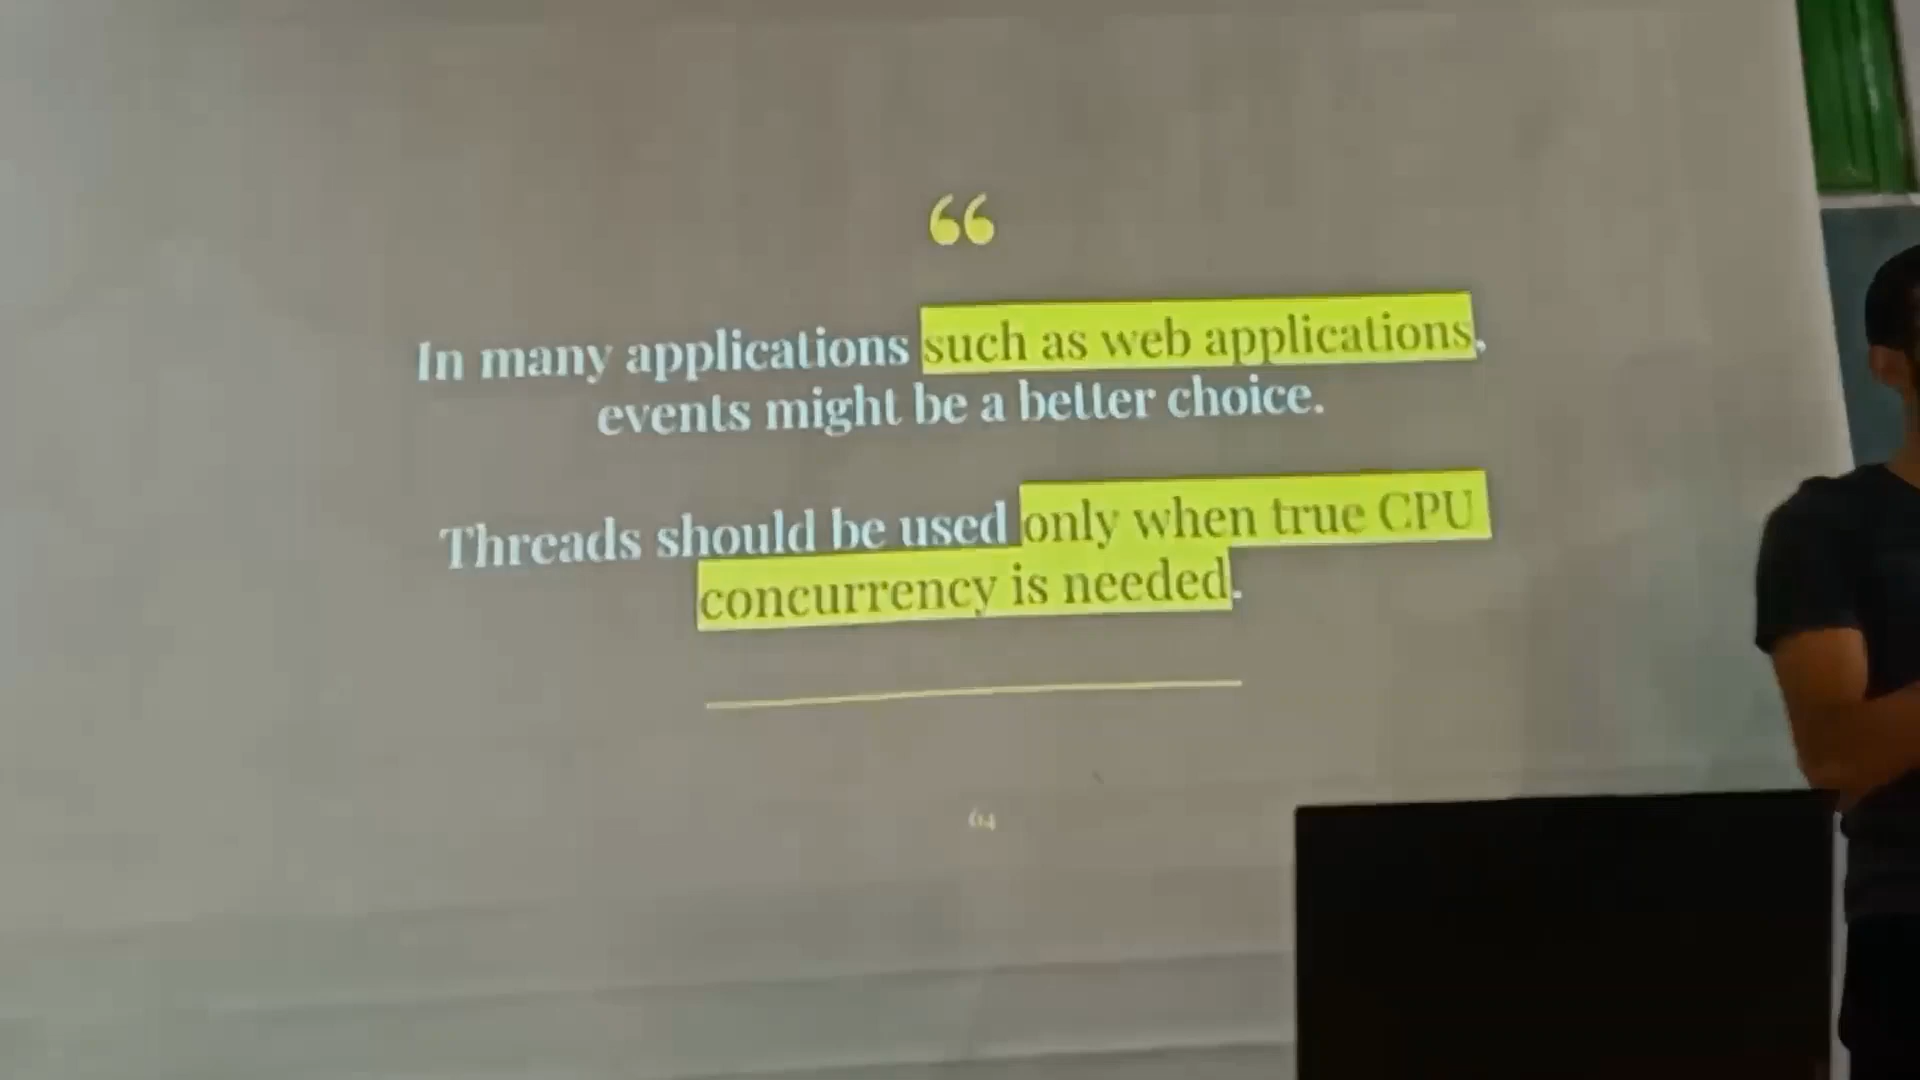 “
In many applications such as web applications,
events might be a better choice.
Threads should be used only when true CPU
concurrency is needed.
64